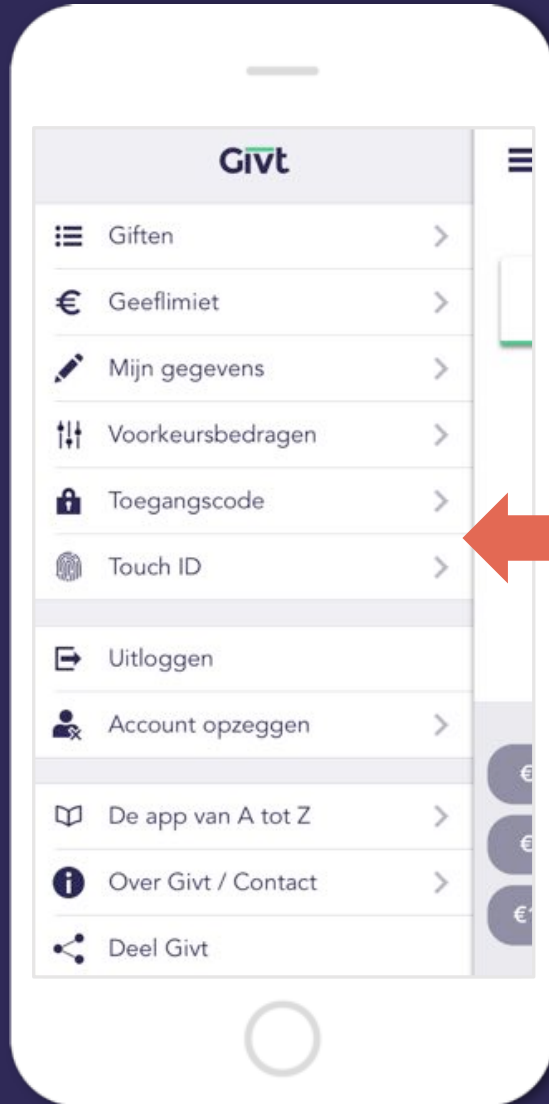 Givt
Giften
€ Geeflimiet
Mijn gegevens
Voorkeursbedragen
Toegangscode
Touch ID
Uitloggen
Account opzeggen
€
De app van A tot Z
€
Over Givt / Contact
€1
Deel Givt